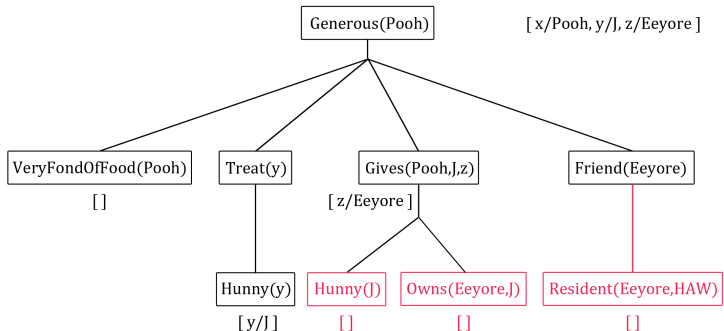 Generous(Pooh)
[ x/Pooh, y/J, z/Eeyore ]
VeryFondOfFood(Pooh)
Treat(y)
Gives(Pooh,J,z)
Friend(Eeyore)
[ ]
[ z/Eeyore ]
Hunny(y)
Hunny(J)
Owns(Eeyore,J)
Resident(Eeyore,HAW)
[ y/J ]
[ ]
[ ]
[ ]